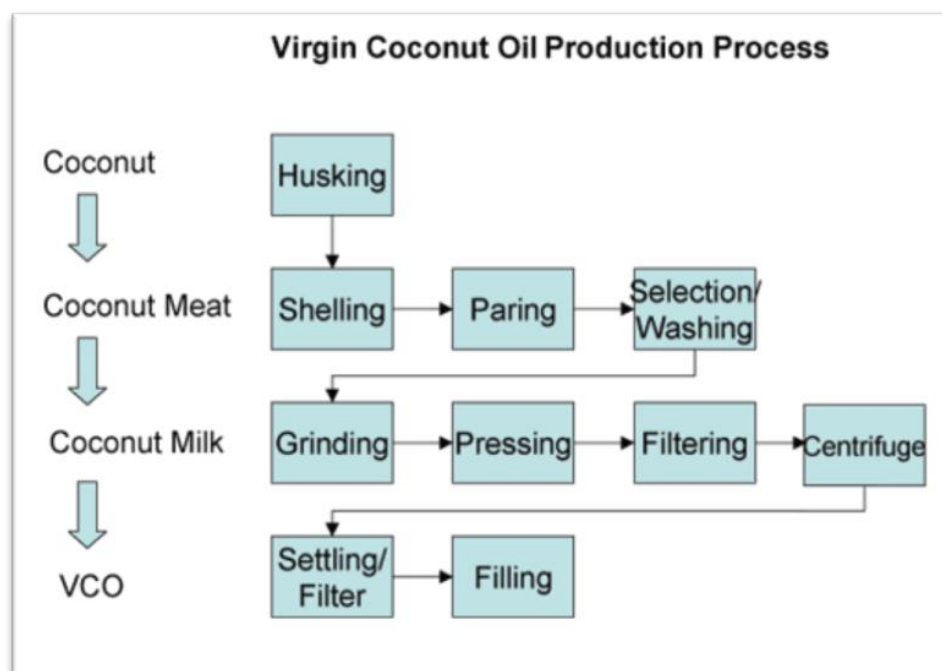 Virgin Coconut Oil Production Process
Coconut
Husking
Coconut Meat
Shelling
Paring
Selection/
Washing
Coconut Milk
Grinding
Pressing
Filtering
Centrifuge
VCO
Settling/
Filter
Filling